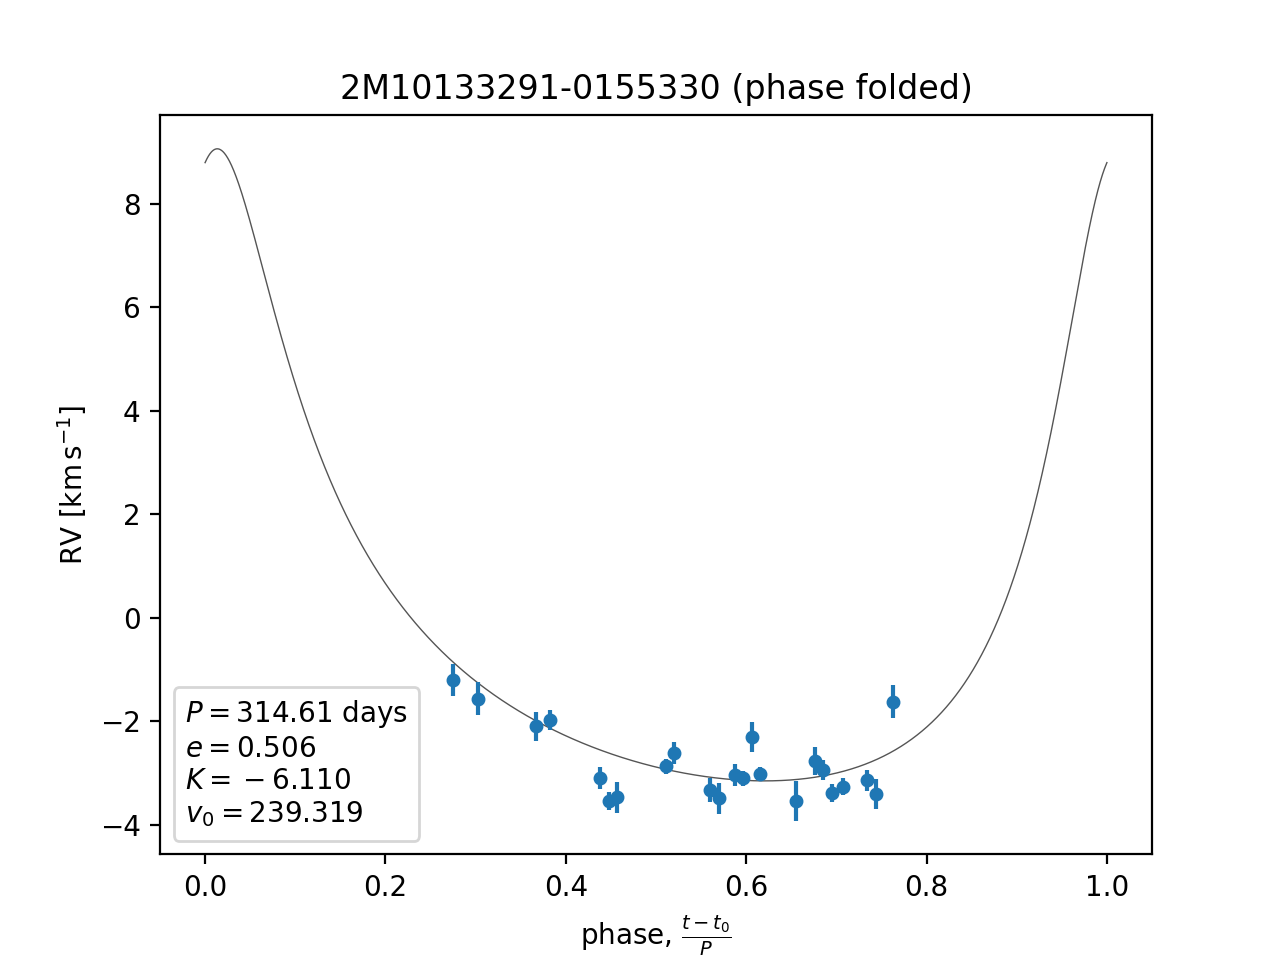 2M10133291-0155330 (phase folded)
RV [km s⁻¹]
8
6
4
2
0
−2
−4
P = 314.61 days
e = 0.506
K = −6.110
v₀ = 239.319
0.0 0.2 0.4 0.6 0.8 1.0
phase, (t − t₀)/P